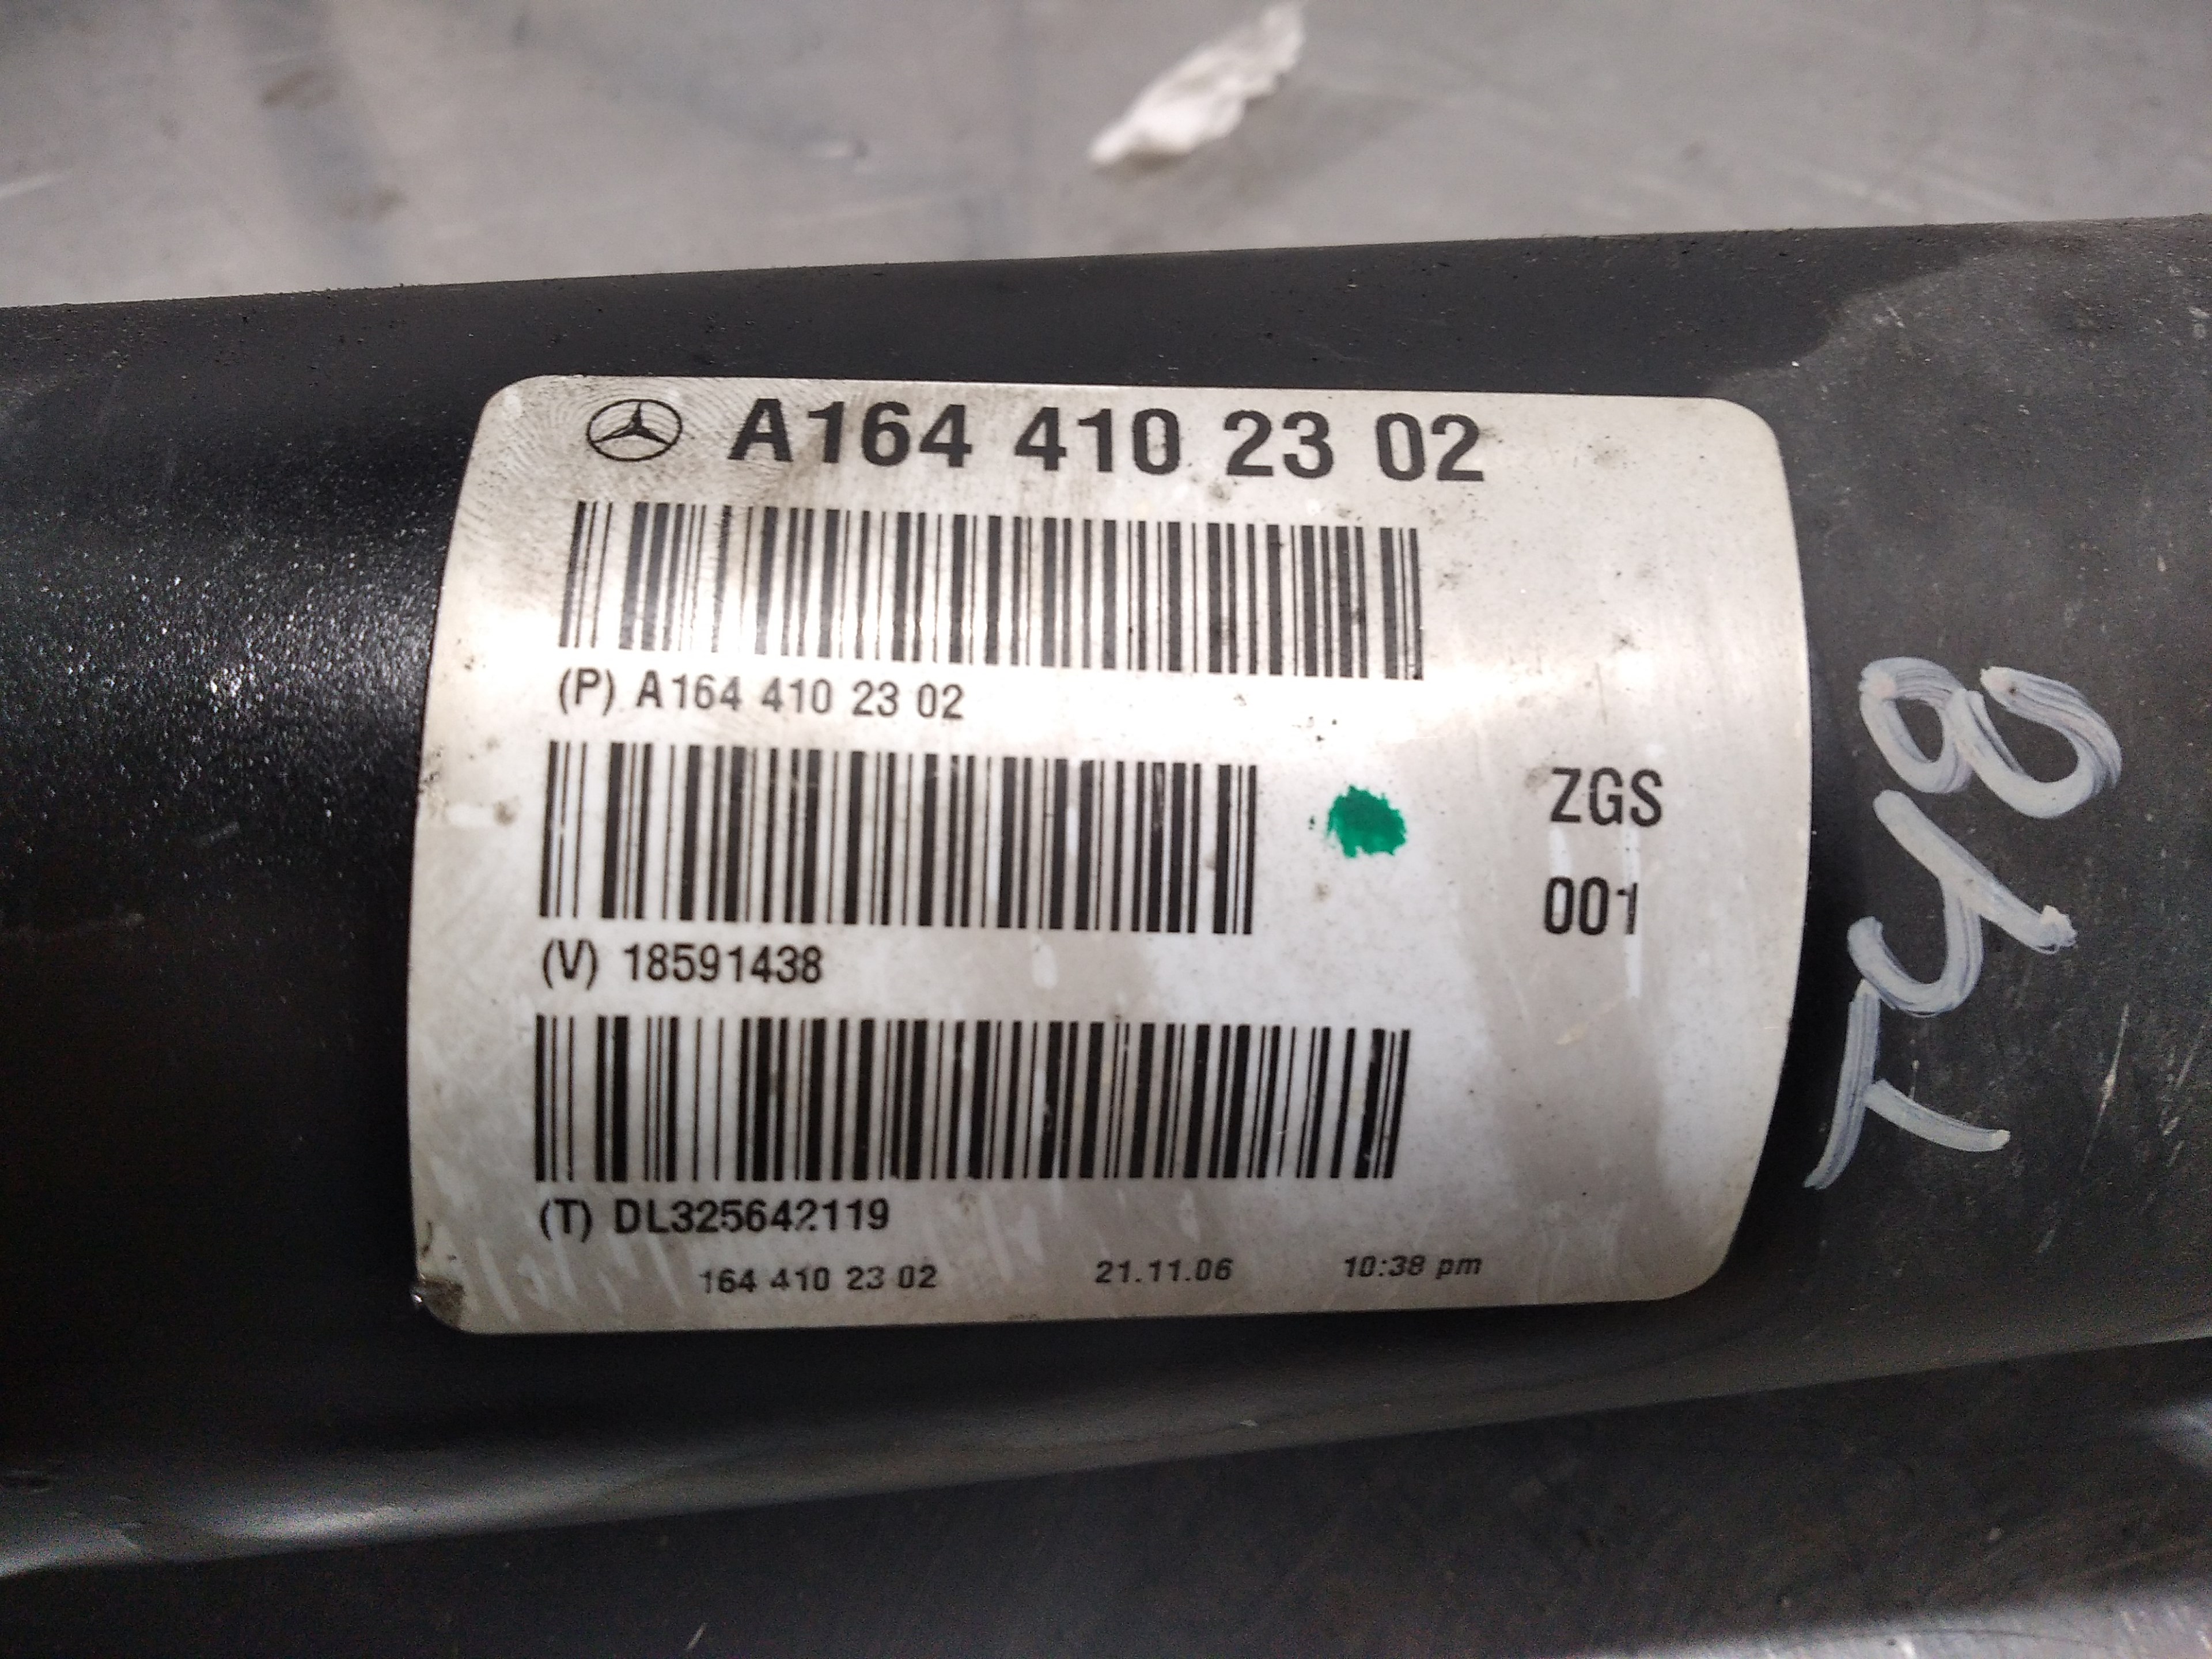 A164 410 23 02
(P) A164 410 23 02
ZGS
001
(V) 18591438
(T) DL325642119
164 410 23 02 21.11.06 10:38 pm